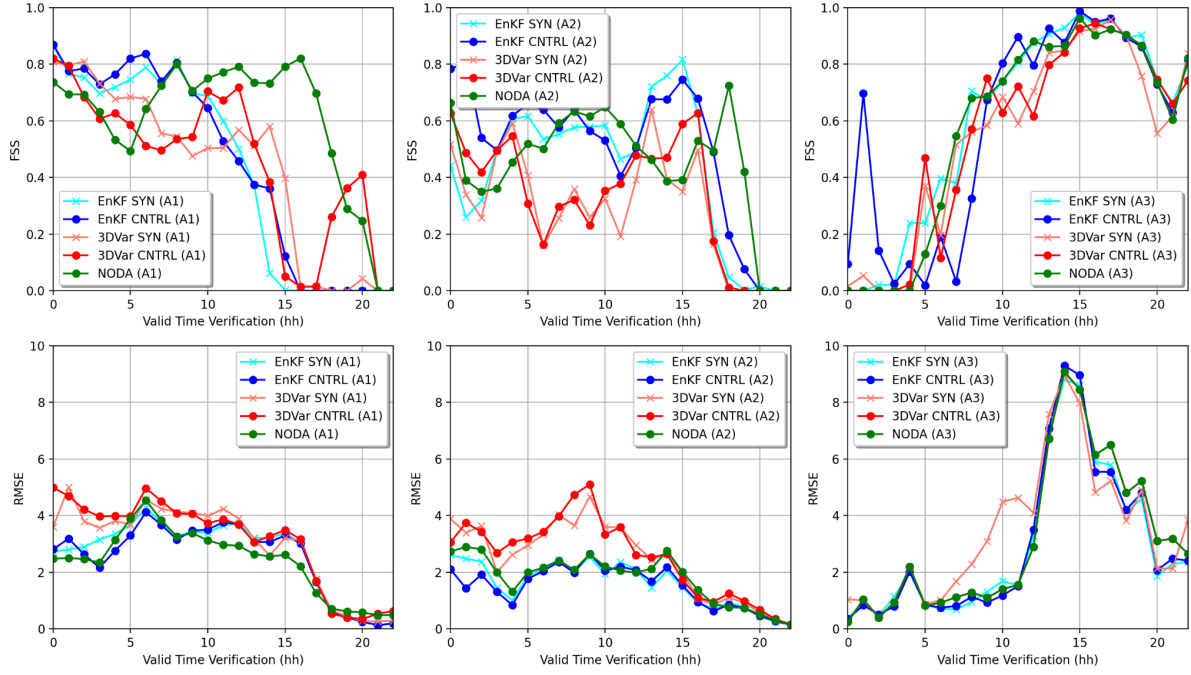 1.0
0.8
0.6
0.4
0.2
0.0
FSS
EnKF SYN (A1)
EnKF CNTRL (A1)
3DVar SYN (A1)
3DVar CNTRL (A1)
NODA (A1)
0 5 10 15 20
Valid Time Verification (hh)
1.0
0.8
0.6
0.4
0.2
0.0
FSS
EnKF SYN (A2)
EnKF CNTRL (A2)
3DVar SYN (A2)
3DVar CNTRL (A2)
NODA (A2)
0 5 10 15 20
Valid Time Verification (hh)
1.0
0.8
0.6
0.4
0.2
0.0
FSS
EnKF SYN (A3)
EnKF CNTRL (A3)
3DVar SYN (A3)
3DVar CNTRL (A3)
NODA (A3)
0 5 10 15 20
Valid Time Verification (hh)
10
8
6
4
2
0
RMSE
EnKF SYN (A1)
EnKF CNTRL (A1)
3DVar SYN (A1)
3DVar CNTRL (A1)
NODA (A1)
0 5 10 15 20
Valid Time Verification (hh)
10
8
6
4
2
0
RMSE
EnKF SYN (A2)
EnKF CNTRL (A2)
3DVar SYN (A2)
3DVar CNTRL (A2)
NODA (A2)
0 5 10 15 20
Valid Time Verification (hh)
10
8
6
4
2
0
RMSE
EnKF SYN (A3)
EnKF CNTRL (A3)
3DVar SYN (A3)
3DVar CNTRL (A3)
NODA (A3)
0 5 10 15 20
Valid Time Verification (hh)